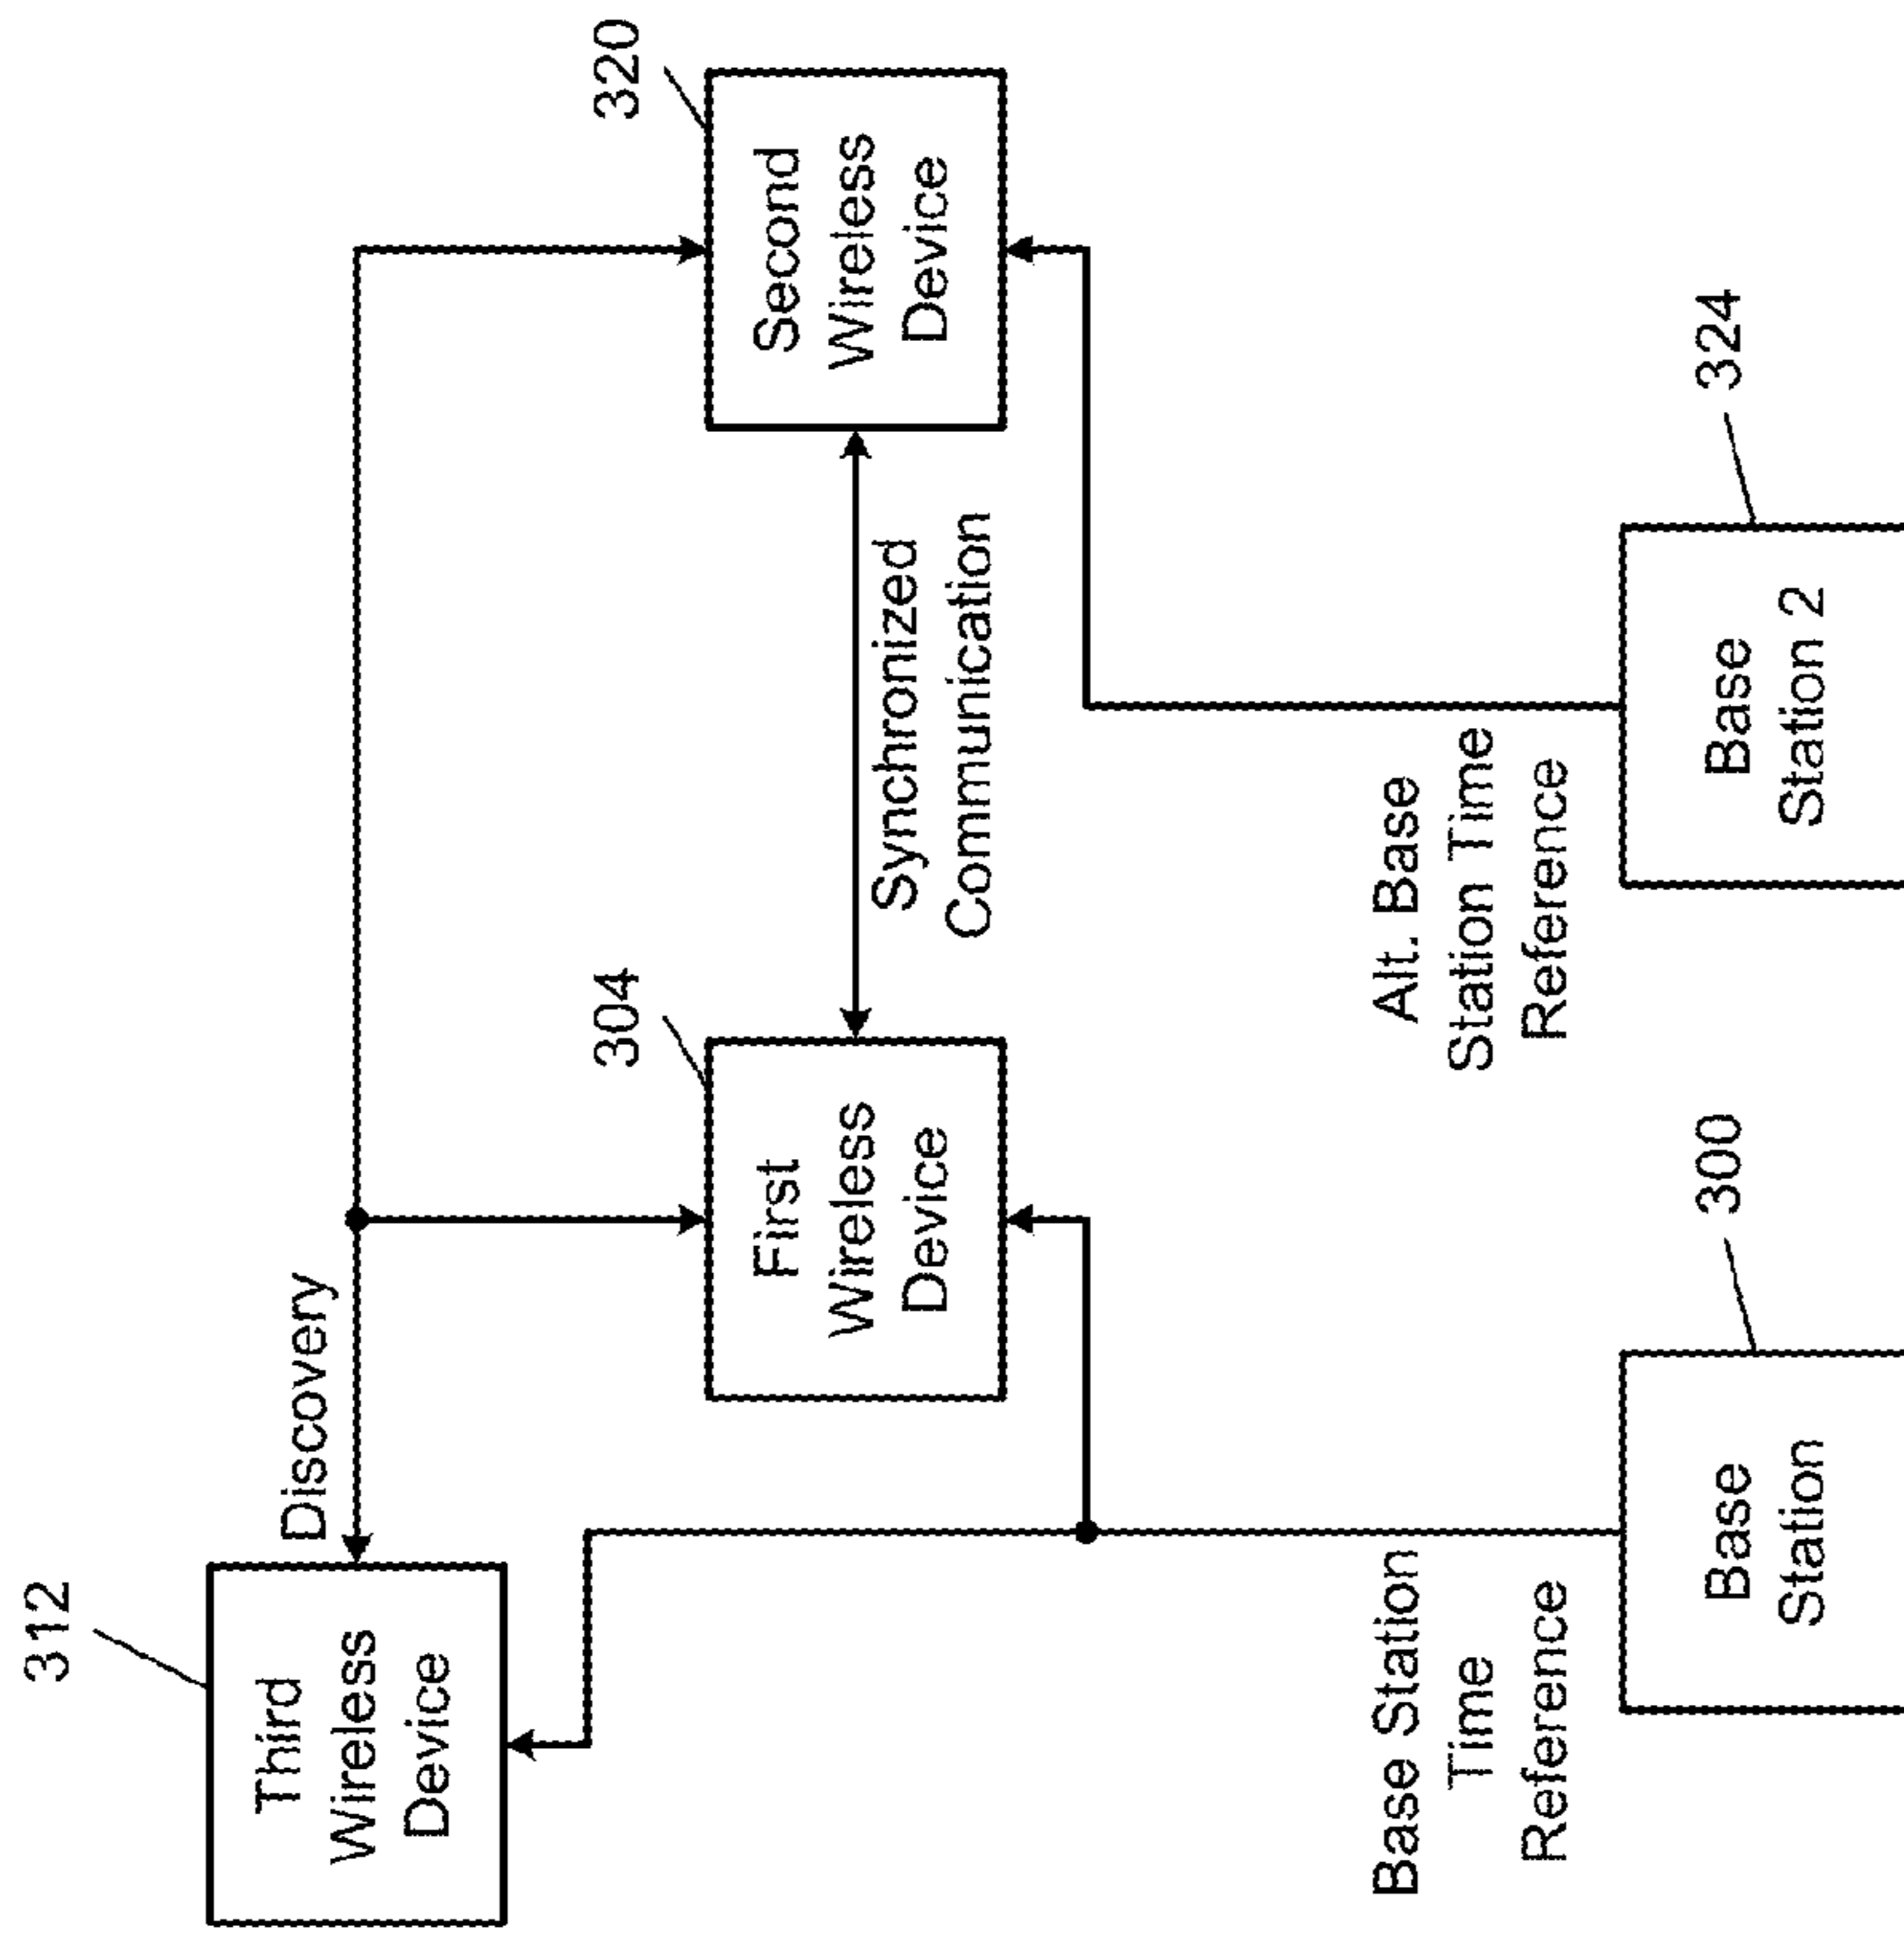 312
Third
Wireless
Device
Discovery
304
First
Wireless
Device
320
Second
Wireless
Device
Synchronized
Communication
Base Station
Time
Reference
Alt. Base
Station Time
Reference
300
Base
Station
324
Base
Station 2